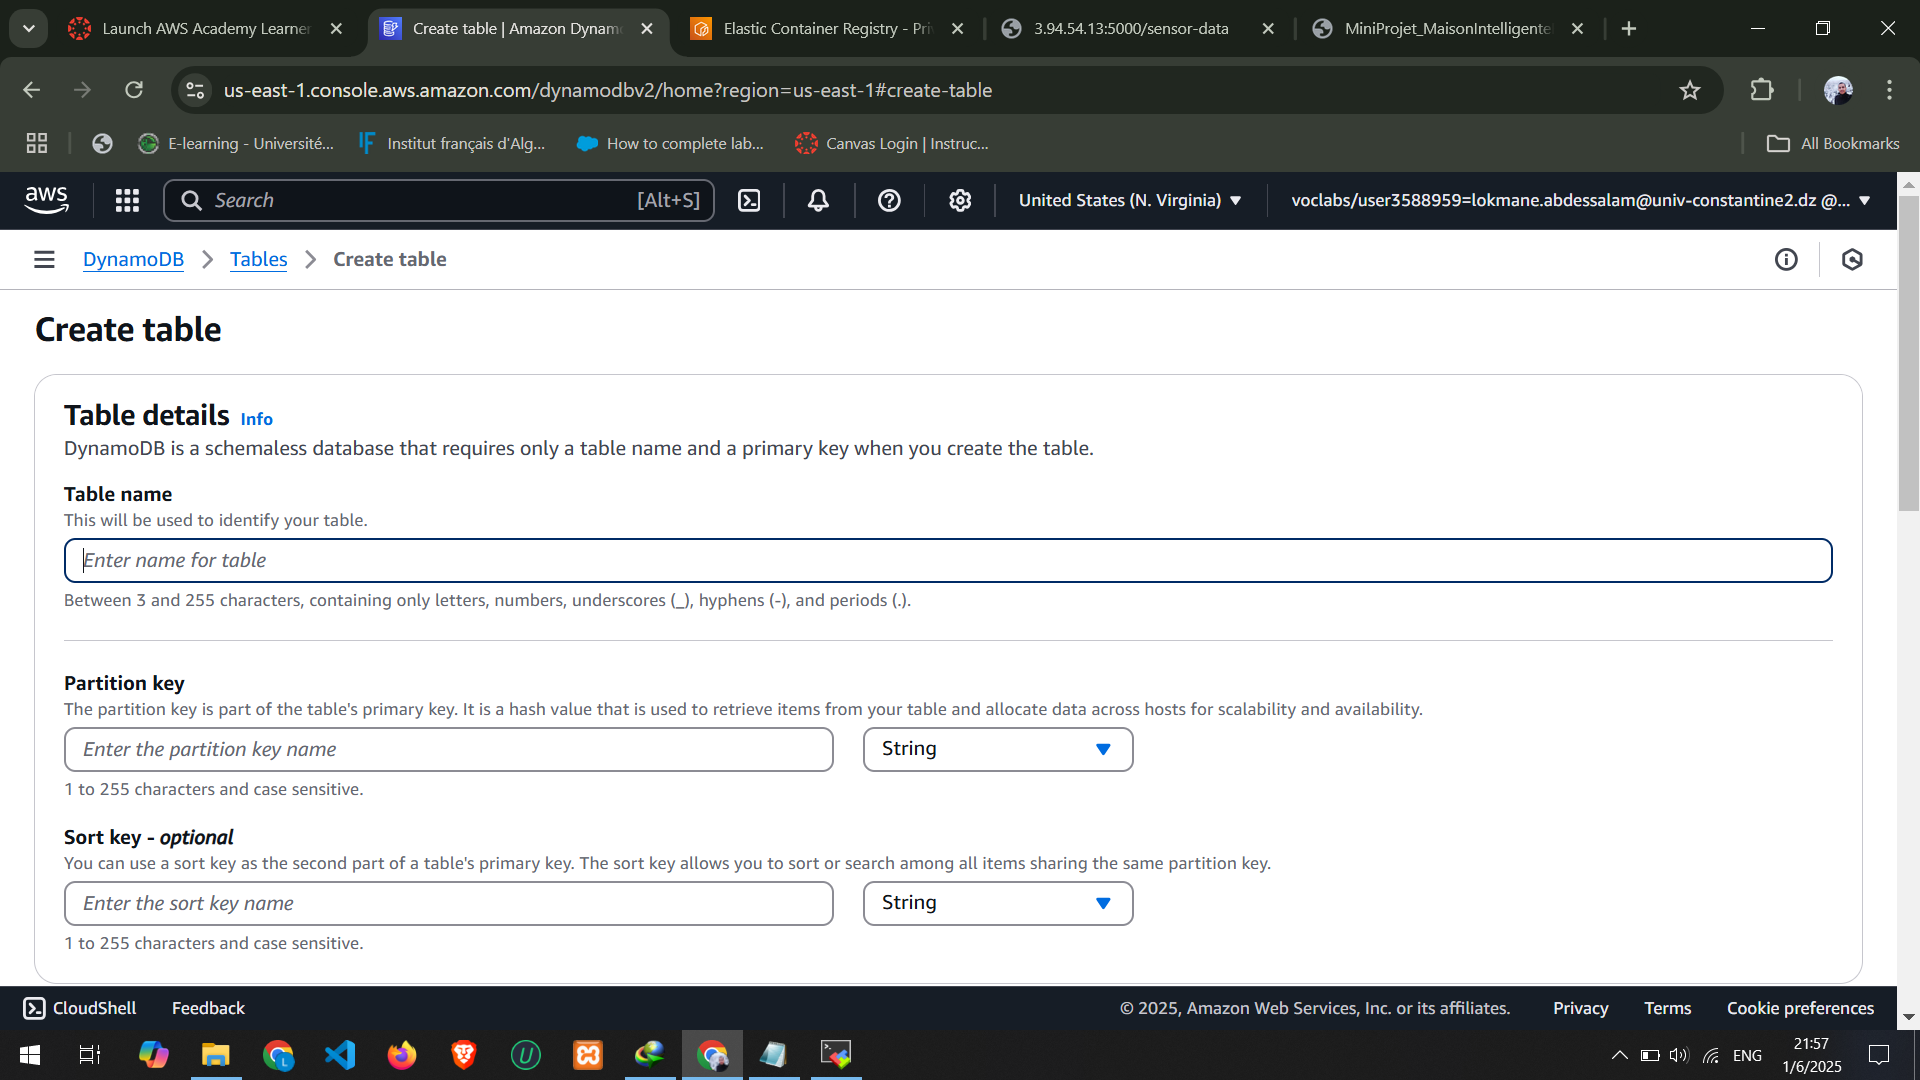 Launch AWS Academy Learner
Create table | Amazon Dynamo
Elastic Container Registry - Pri
3.94.54.13:5000/sensor-data
MiniProjet_MaisonIntelligente
us-east-1.console.aws.amazon.com/dynamodbv2/home?region=us-east-1#create-table
E-learning - Université...
Institut français d'Alg...
How to complete lab...
Canvas Login | Instruc...
All Bookmarks
aws
Search
[Alt+S]
United States (N. Virginia)
voclabs/user3588959=lokmane.abdessalam@univ-constantine2.dz @...
DynamoDB
Tables
Create table
Create table
Table details Info
DynamoDB is a schemaless database that requires only a table name and a primary key when you create the table.
Table name
This will be used to identify your table.
Enter name for table
Between 3 and 255 characters, containing only letters, numbers, underscores (_), hyphens (-), and periods (.).
Partition key
The partition key is part of the table's primary key. It is a hash value that is used to retrieve items from your table and allocate data across hosts for scalability and availability.
Enter the partition key name
String
1 to 255 characters and case sensitive.
Sort key - optional
You can use a sort key as the second part of a table's primary key. The sort key allows you to sort or search among all items sharing the same partition key.
Enter the sort key name
String
1 to 255 characters and case sensitive.
CloudShell
Feedback
© 2025, Amazon Web Services, Inc. or its affiliates.
Privacy
Terms
Cookie preferences
ENG
21:57
1/6/2025